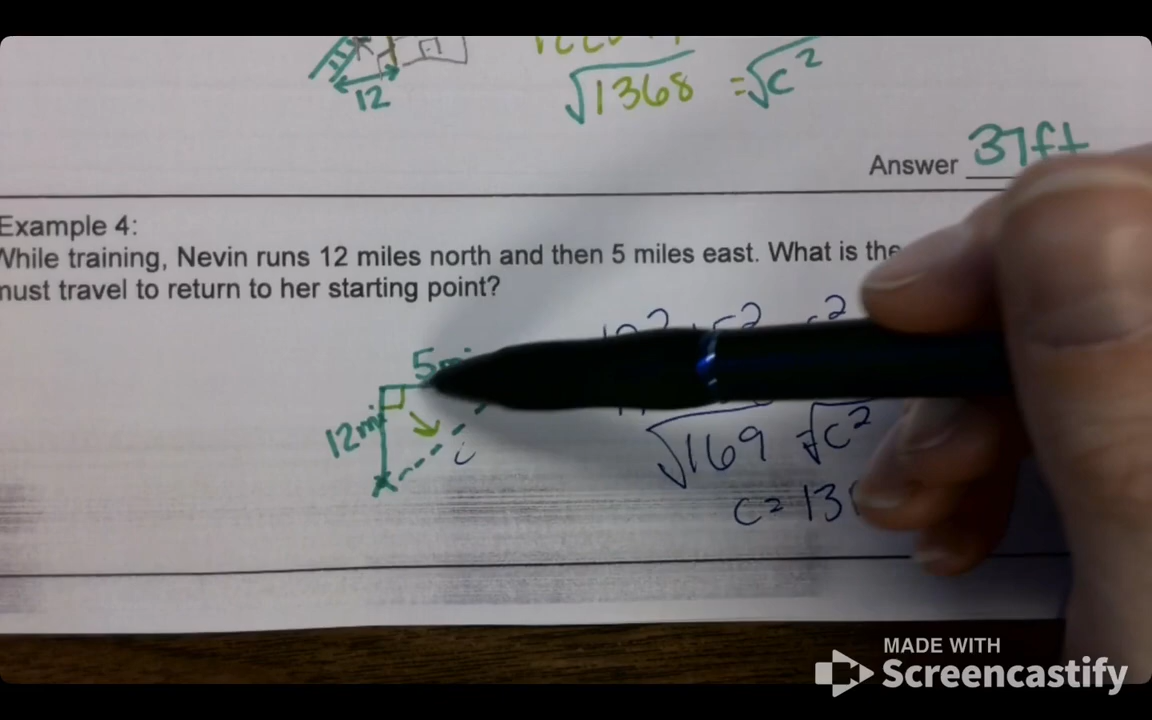 12
√1368 = √c²
Answer 37ft
Example 4:
While training, Nevin runs 12 miles north and then 5 miles east. What is the
must travel to return to her starting point?
5mi
12mi
c
√169 = √c²
c = 13
MADE WITH
Screencastify